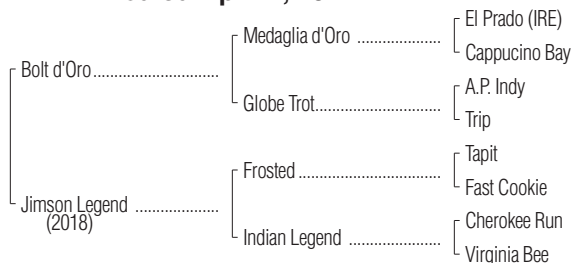 Bolt d'Oro
Medaglia d'Oro
El Prado (IRE)
Cappucino Bay
Globe Trot
A.P. Indy
Trip
Jimson Legend
(2018)
Frosted
Tapit
Fast Cookie
Indian Legend
Cherokee Run
Virginia Bee